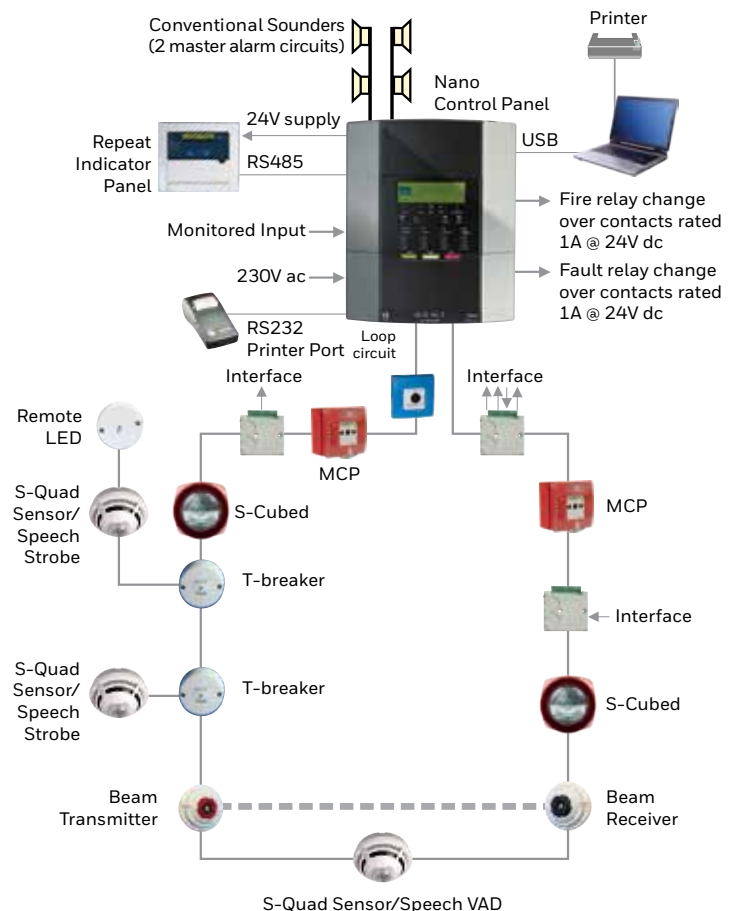 Conventional Sounders
(2 master alarm circuits)
Printer
Nano
Control Panel
24V supply
USB
Repeat
Indicator
Panel
RS485
Fire relay change
over contacts rated
1A @ 24V dc
Monitored Input
230V ac
Fault relay change
over contacts rated
1A @ 24V dc
RS232
Printer Port
Loop
circuit
Interface
Interface
Remote
LED
MCP
S-Quad
Sensor/
Speech
Strobe
S-Cubed
MCP
T-breaker
Interface
S-Quad
Sensor/
Speech
Strobe
T-breaker
S-Cubed
Beam
Transmitter
Beam
Receiver
S-Quad Sensor/Speech VAD